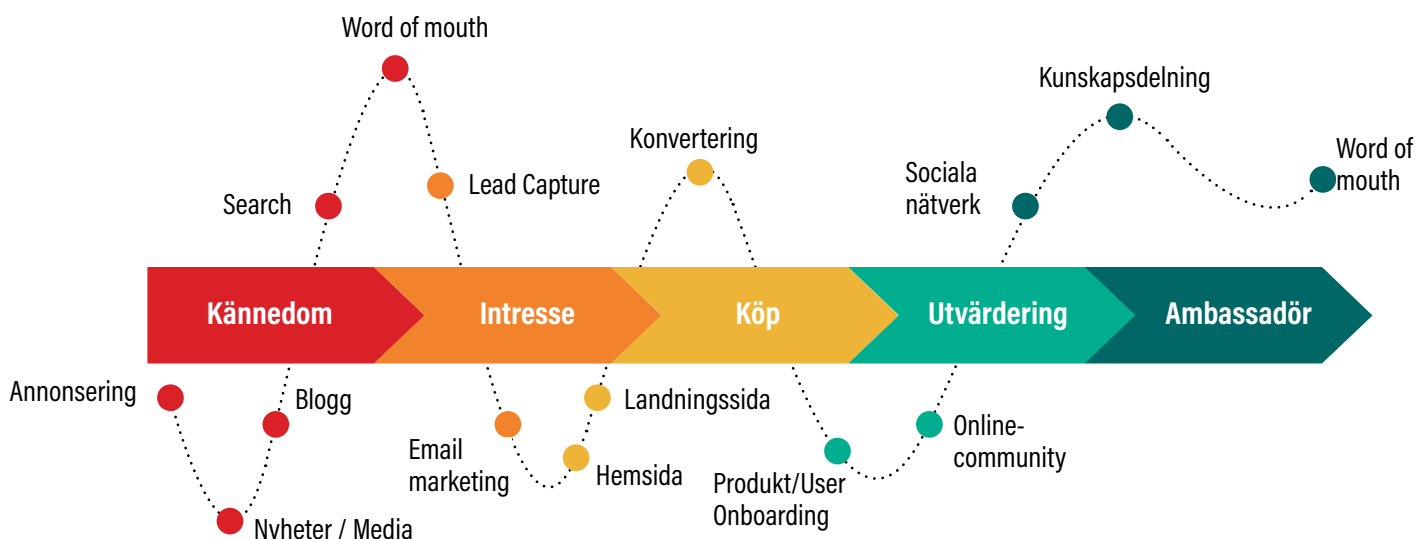 Word of mouth
Kunskapsdelning
Konvertering
Word of
mouth
Sociala
nätverk
Search
Lead Capture
Kännedom
Intresse
Köp
Utvärdering
Ambassadör
Annonsering
Blogg
Landningssida
Email
marketing
Hemsida
Online-
community
Produkt/User
Onboarding
Nyheter / Media